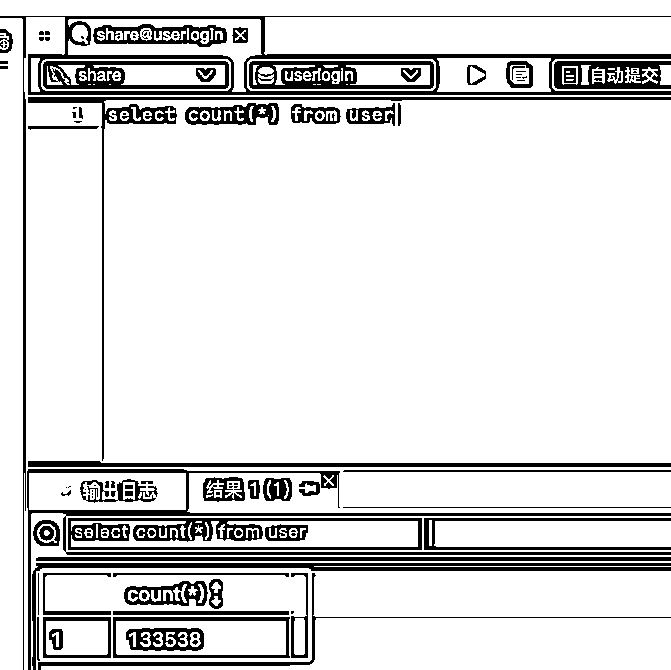 share@userlogin
share userlogin 自动提交
1 select count(*) from user
输出日志 结果 1 (1)
select count(*) from user
count(*)
1 133538